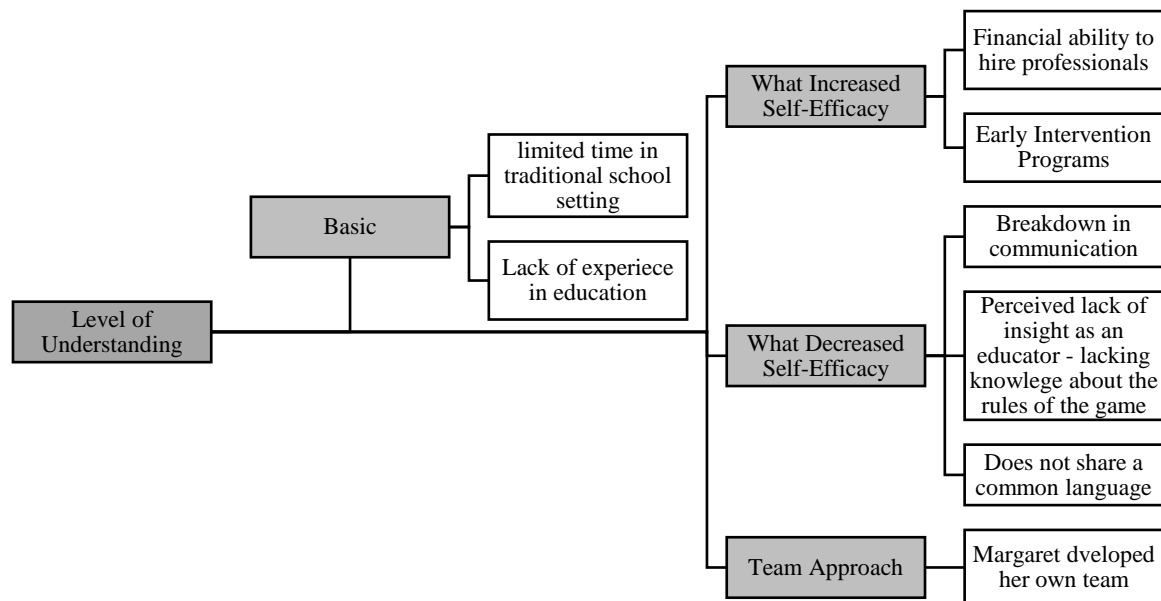 Level of
Understanding
Basic
limited time in
traditional school
setting
Lack of experiece
in education
What Increased
Self-Efficacy
Financial ability to
hire professionals
Early Intervention
Programs
What Decreased
Self-Efficacy
Breakdown in
communication
Perceived lack of
insight as an
educator - lacking
knowlege about the
rules of the game
Does not share a
common language
Team Approach
Margaret dveloped
her own team